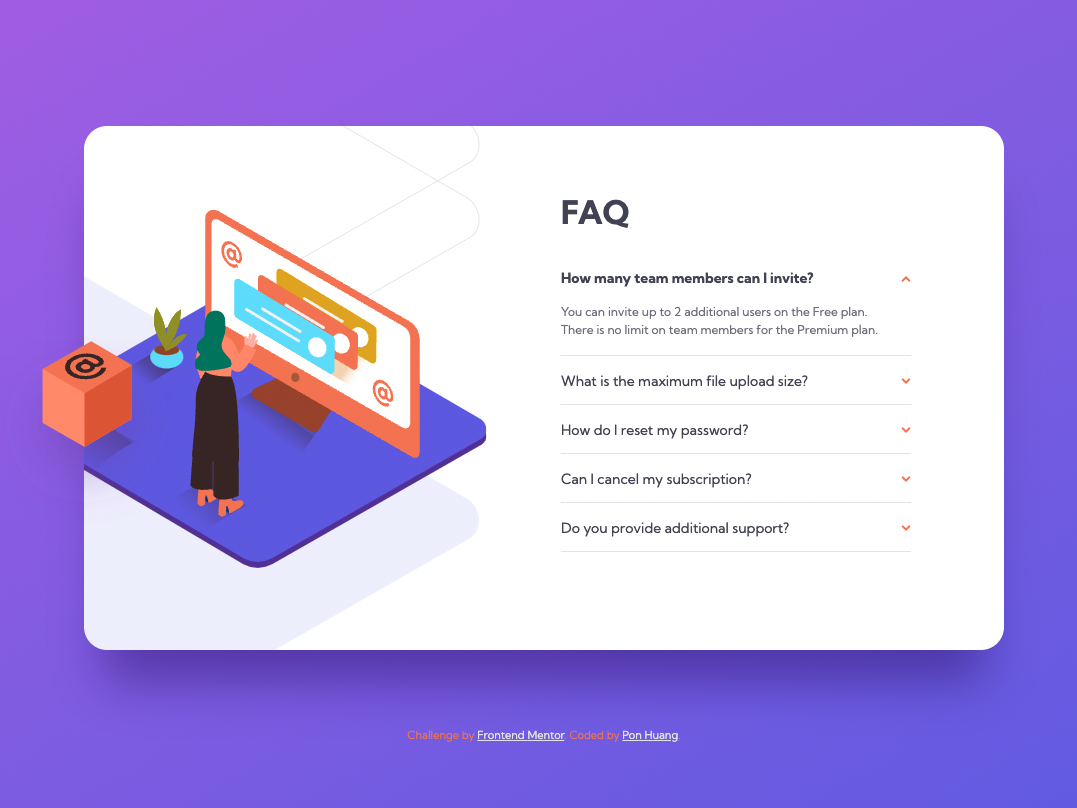 FAQ
How many team members can I invite?
You can invite up to 2 additional users on the Free plan.
There is no limit on team members for the Premium plan.
What is the maximum file upload size?
How do I reset my password?
Can I cancel my subscription?
Do you provide additional support?
@
@
@
Challenge by Frontend Mentor. Coded by Pon Huang.